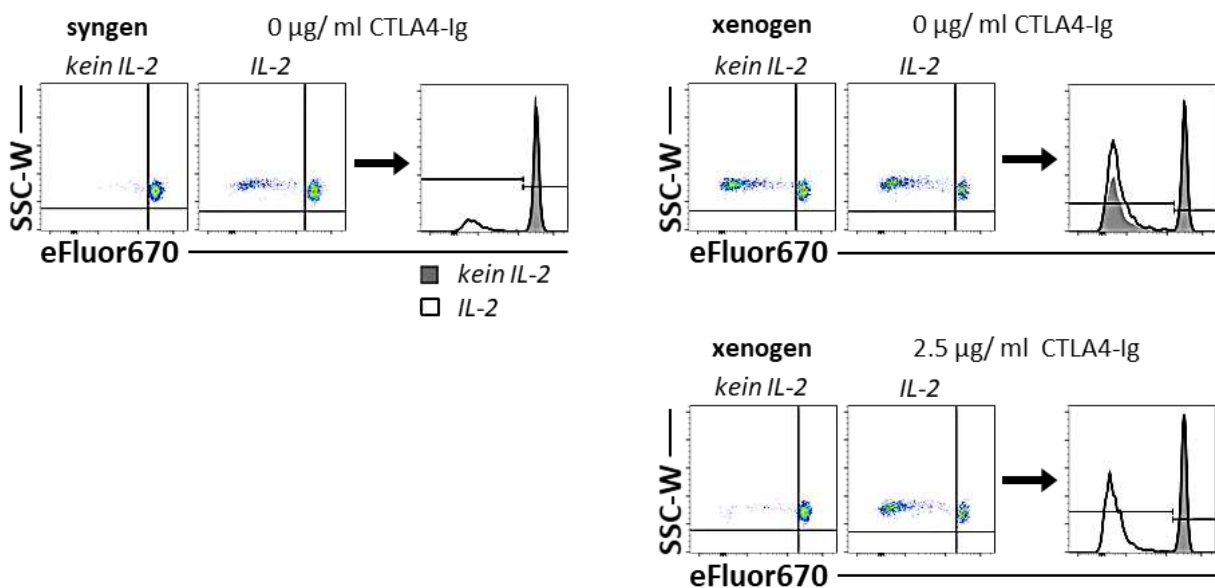 syngen 0 µg/ ml CTLA4-Ig
kein IL-2 IL-2
SSC-W
eFluor670
kein IL-2
IL-2
xenogen 0 µg/ ml CTLA4-Ig
kein IL-2 IL-2
SSC-W
eFluor670
xenogen 2.5 µg/ ml CTLA4-Ig
kein IL-2 IL-2
SSC-W
eFluor670